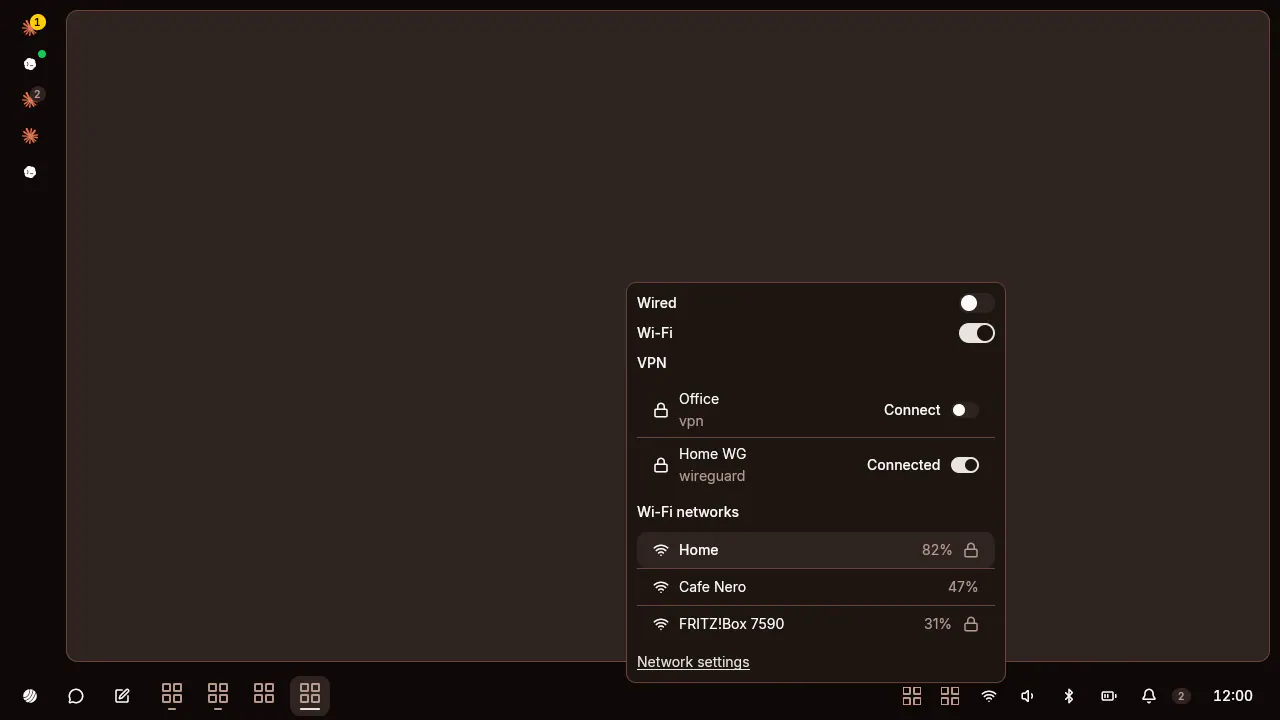 1
2
Wired
Wi-Fi
VPN
Office
vpn
Connect
Home WG
wireguard
Connected
Wi-Fi networks
Home 82%
Cafe Nero 47%
FRITZ!Box 7590 31%
Network settings
2 12:00